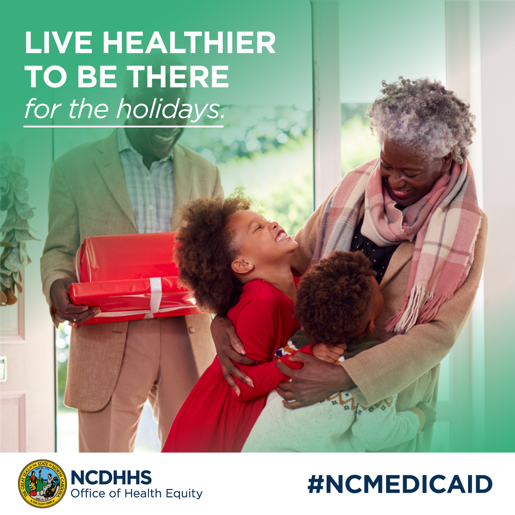 LIVE HEALTHIER
TO BE THERE
for the holidays.
NCDHHS
Office of Health Equity
#NCMEDICAID